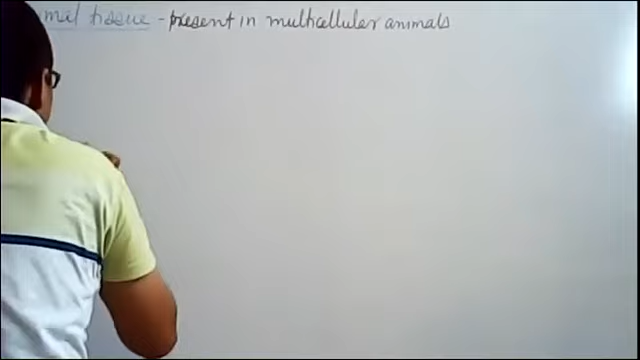 mal tissue - present in multicellular animals